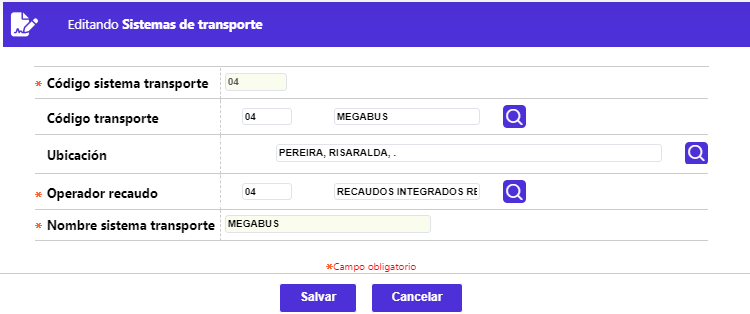 Editando Sistemas de transporte
* Código sistema transporte 04
Código transporte 04 MEGABUS
Ubicación PEREIRA, RISARALDA, .
* Operador recaudo 04 RECAUDOS INTEGRADOS RE
* Nombre sistema transporte MEGABUS
*Campo obligatorio
Salvar Cancelar